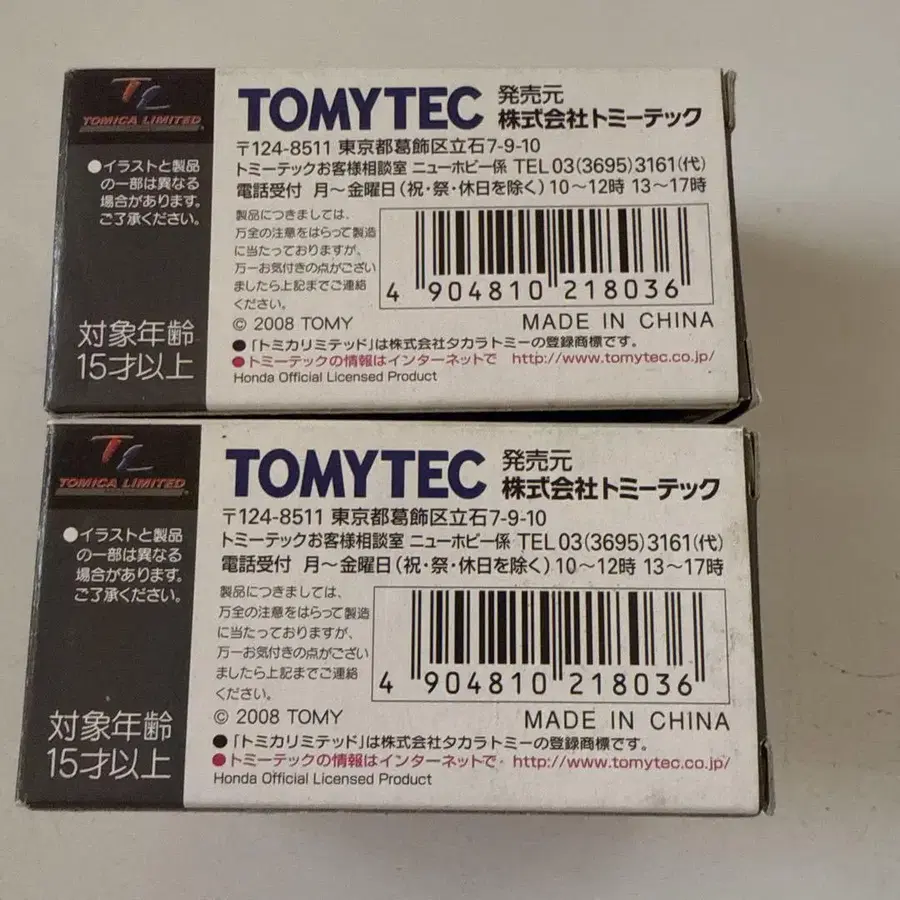 TL
TOMICA LIMITED
●イラストと製品
の一部は異なる
場合があります。
ご了承ください。
対象年齢
15才以上
TOMYTEC 発売元
株式会社トミーテック
〒124-8511 東京都葛飾区立石7-9-10
トミーテックお客様相談室 ニューホビー係 TEL 03(3695)3161(代)
電話受付 月〜金曜日(祝・祭・休日を除く)10〜12時 13〜17時
製品につきましては、
万全の注意をはらって製造
に当たっておりますが、
万一お気付きの点がござい
ましたら上記までご連絡
ください。
4 904810 218036
© 2008 TOMY MADE IN CHINA
●「トミカリミテッド」は株式会社タカラトミーの登録商標です。
●トミーテックの情報はインターネットで http://www.tomytec.co.jp/
Honda Official Licensed Product
TL
TOMICA LIMITED
●イラストと製品
の一部は異なる
場合があります。
ご了承ください。
対象年齢
15才以上
TOMYTEC 発売元
株式会社トミーテック
〒124-8511 東京都葛飾区立石7-9-10
トミーテックお客様相談室 ニューホビー係 TEL 03(3695)3161(代)
電話受付 月〜金曜日(祝・祭・休日を除く)10〜12時 13〜17時
製品につきましては、
万全の注意をはらって製造
に当たっておりますが、
万一お気付きの点がござい
ましたら上記までご連絡
ください。
4 904810 218036
© 2008 TOMY MADE IN CHINA
●「トミカリミテッド」は株式会社タカラトミーの登録商標です。
●トミーテックの情報はインターネットで http://www.tomytec.co.jp/
Honda Official Licensed Product